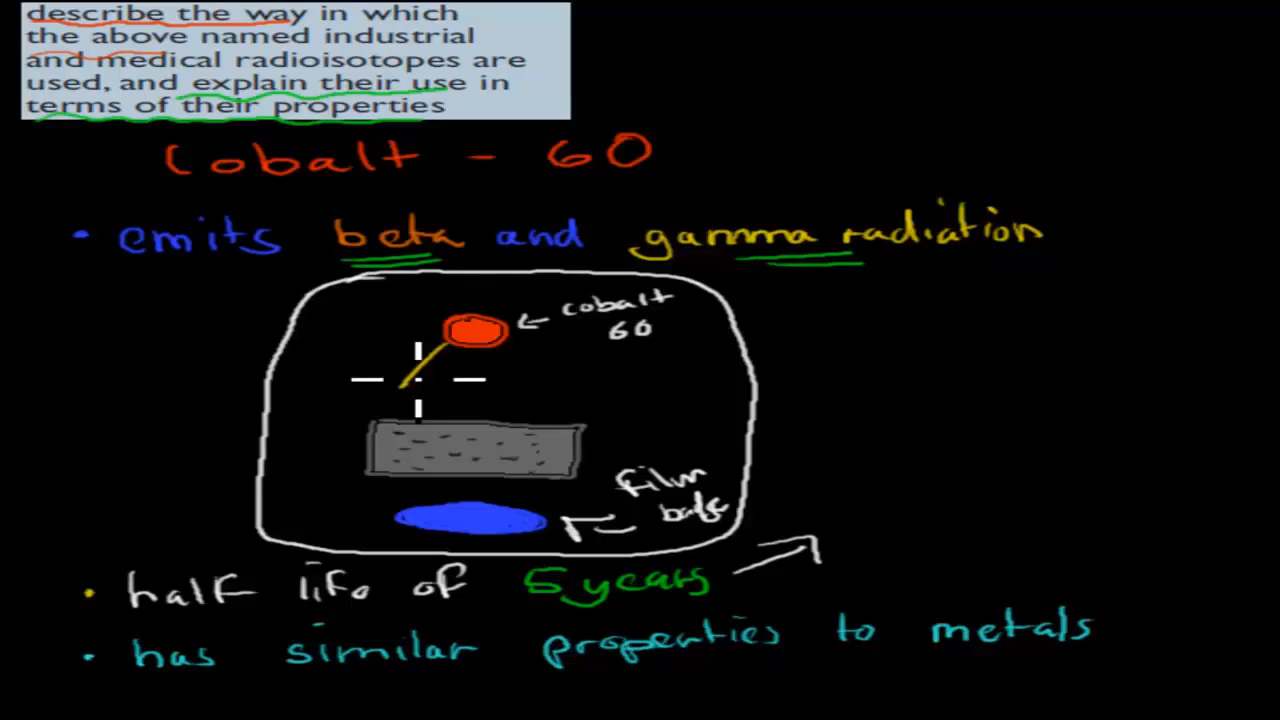 describe the way in which
the above named industrial
and medical radioisotopes are
used, and explain their use in
terms of their properties
Cobalt - 60
• emits beta and gamma radiation
cobalt
60
film
• half life of 5 years
• has similar properties to metals